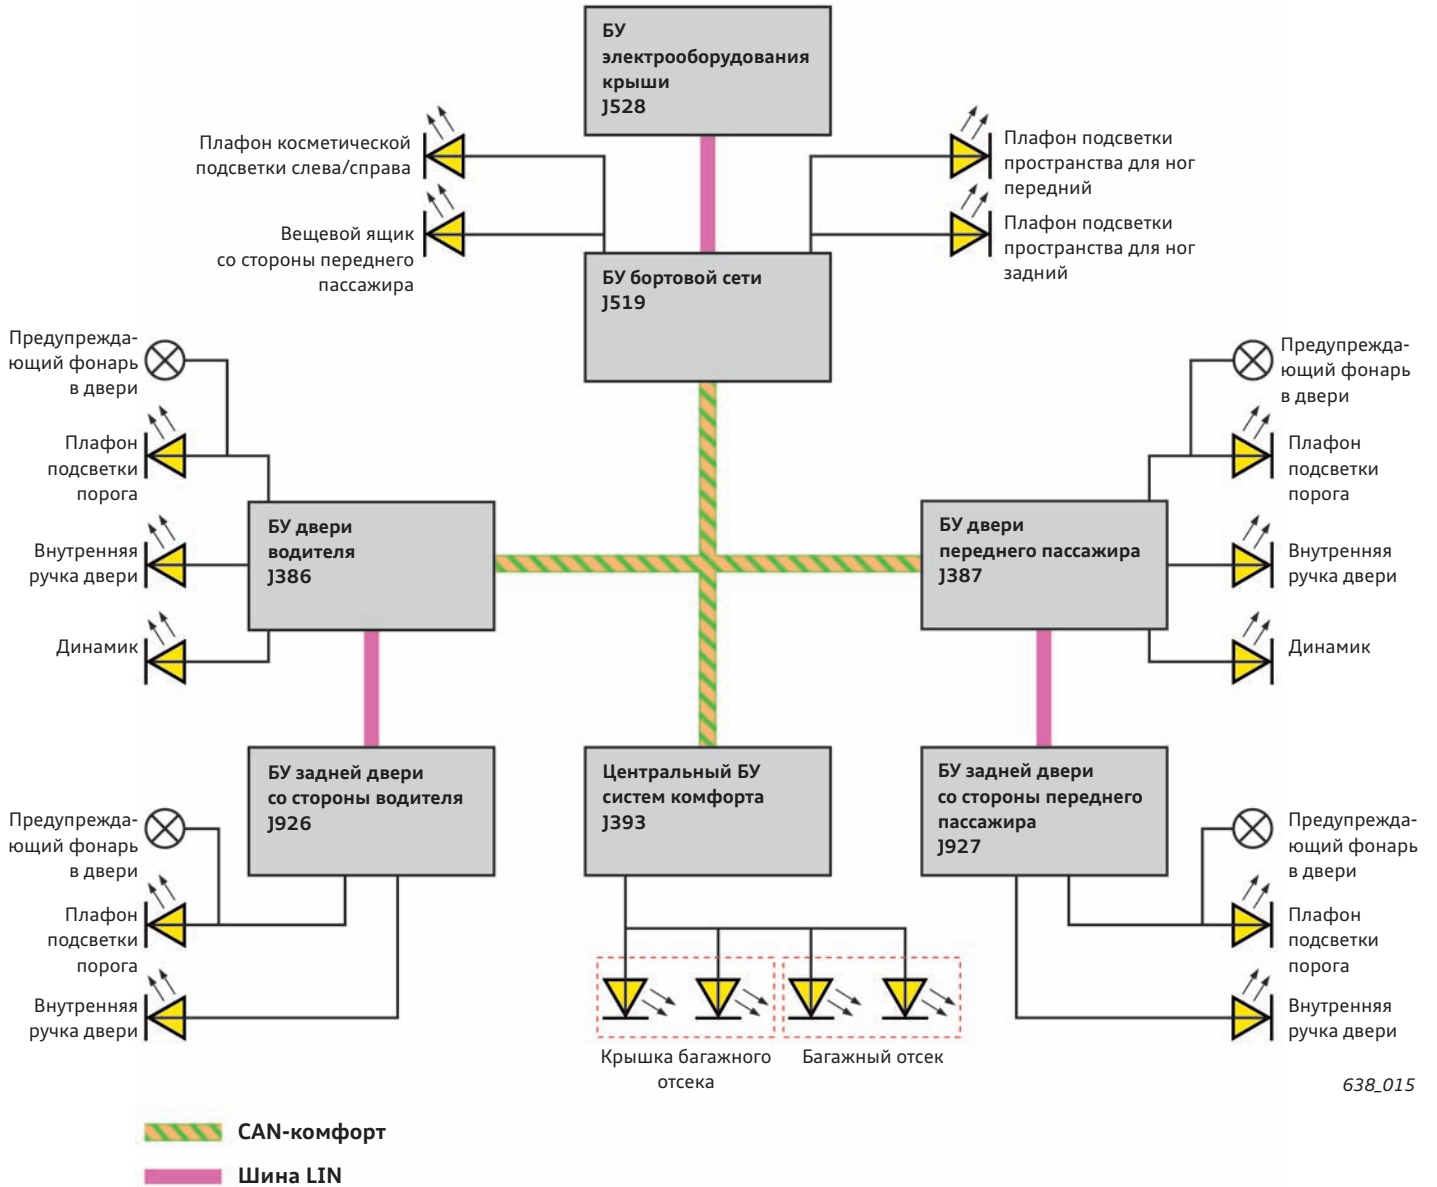 БУ
электрооборудования
крыши
J528
Плафон косметической
подсветки слева/справа
Плафон подсветки
пространства для ног
передний
Вещевой ящик
со стороны переднего
пассажира
Плафон подсветки
пространства для ног
задний
БУ бортовой сети
J519
Предупрежда-
ющий фонарь
в двери
Плафон
подсветки
порога
Внутренняя
ручка двери
Динамик
БУ двери
водителя
J386
БУ двери
переднего пассажира
J387
Предупрежда-
ющий фонарь
в двери
Плафон
подсветки
порога
Внутренняя
ручка двери
Динамик
БУ задней двери
со стороны водителя
J926
Центральный БУ
систем комфорта
J393
БУ задней двери
со стороны переднего
пассажира
J927
Предупрежда-
ющий фонарь
в двери
Плафон
подсветки
порога
Внутренняя
ручка двери
Предупрежда-
ющий фонарь
в двери
Плафон
подсветки
порога
Внутренняя
ручка двери
Крышка багажного
отсека
Багажный отсек
638_015
CAN-комфорт
Шина LIN